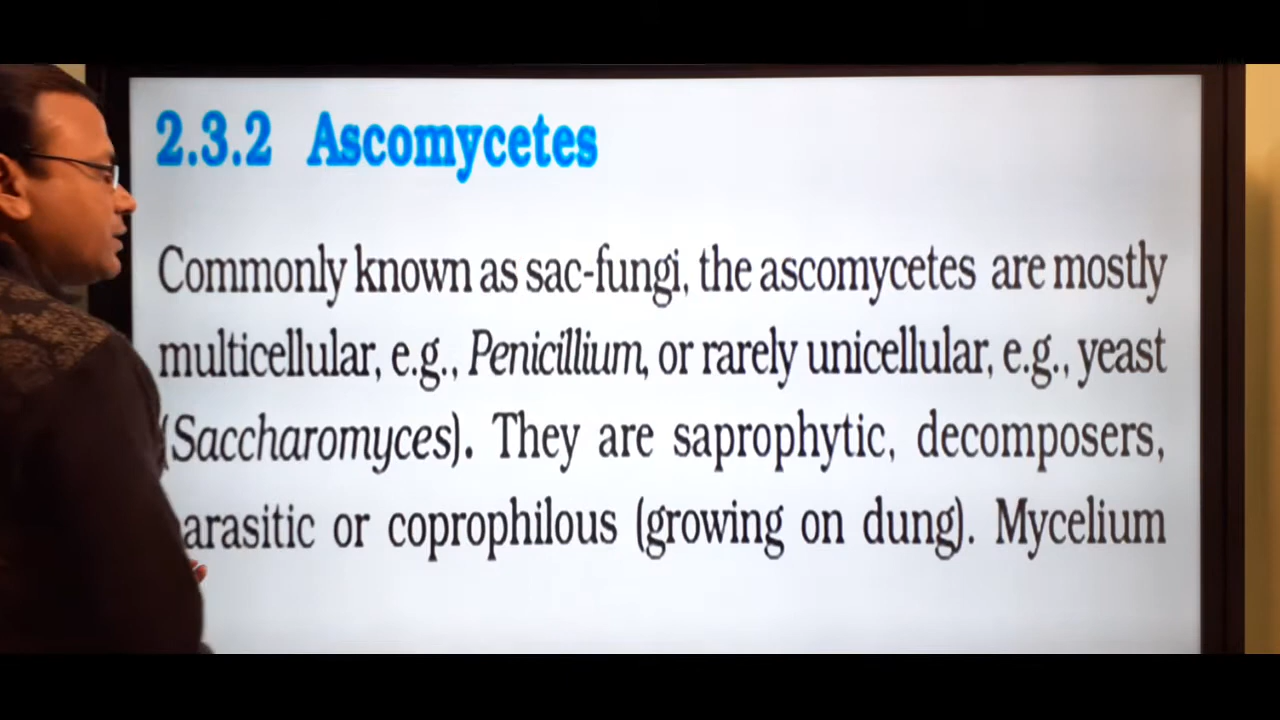 2.3.2 Ascomycetes
Commonly known as sac-fungi, the ascomycetes are mostly
multicellular, e.g., Penicillium, or rarely unicellular, e.g., yeast
(Saccharomyces). They are saprophytic, decomposers,
arasitic or coprophilous (growing on dung). Mycelium